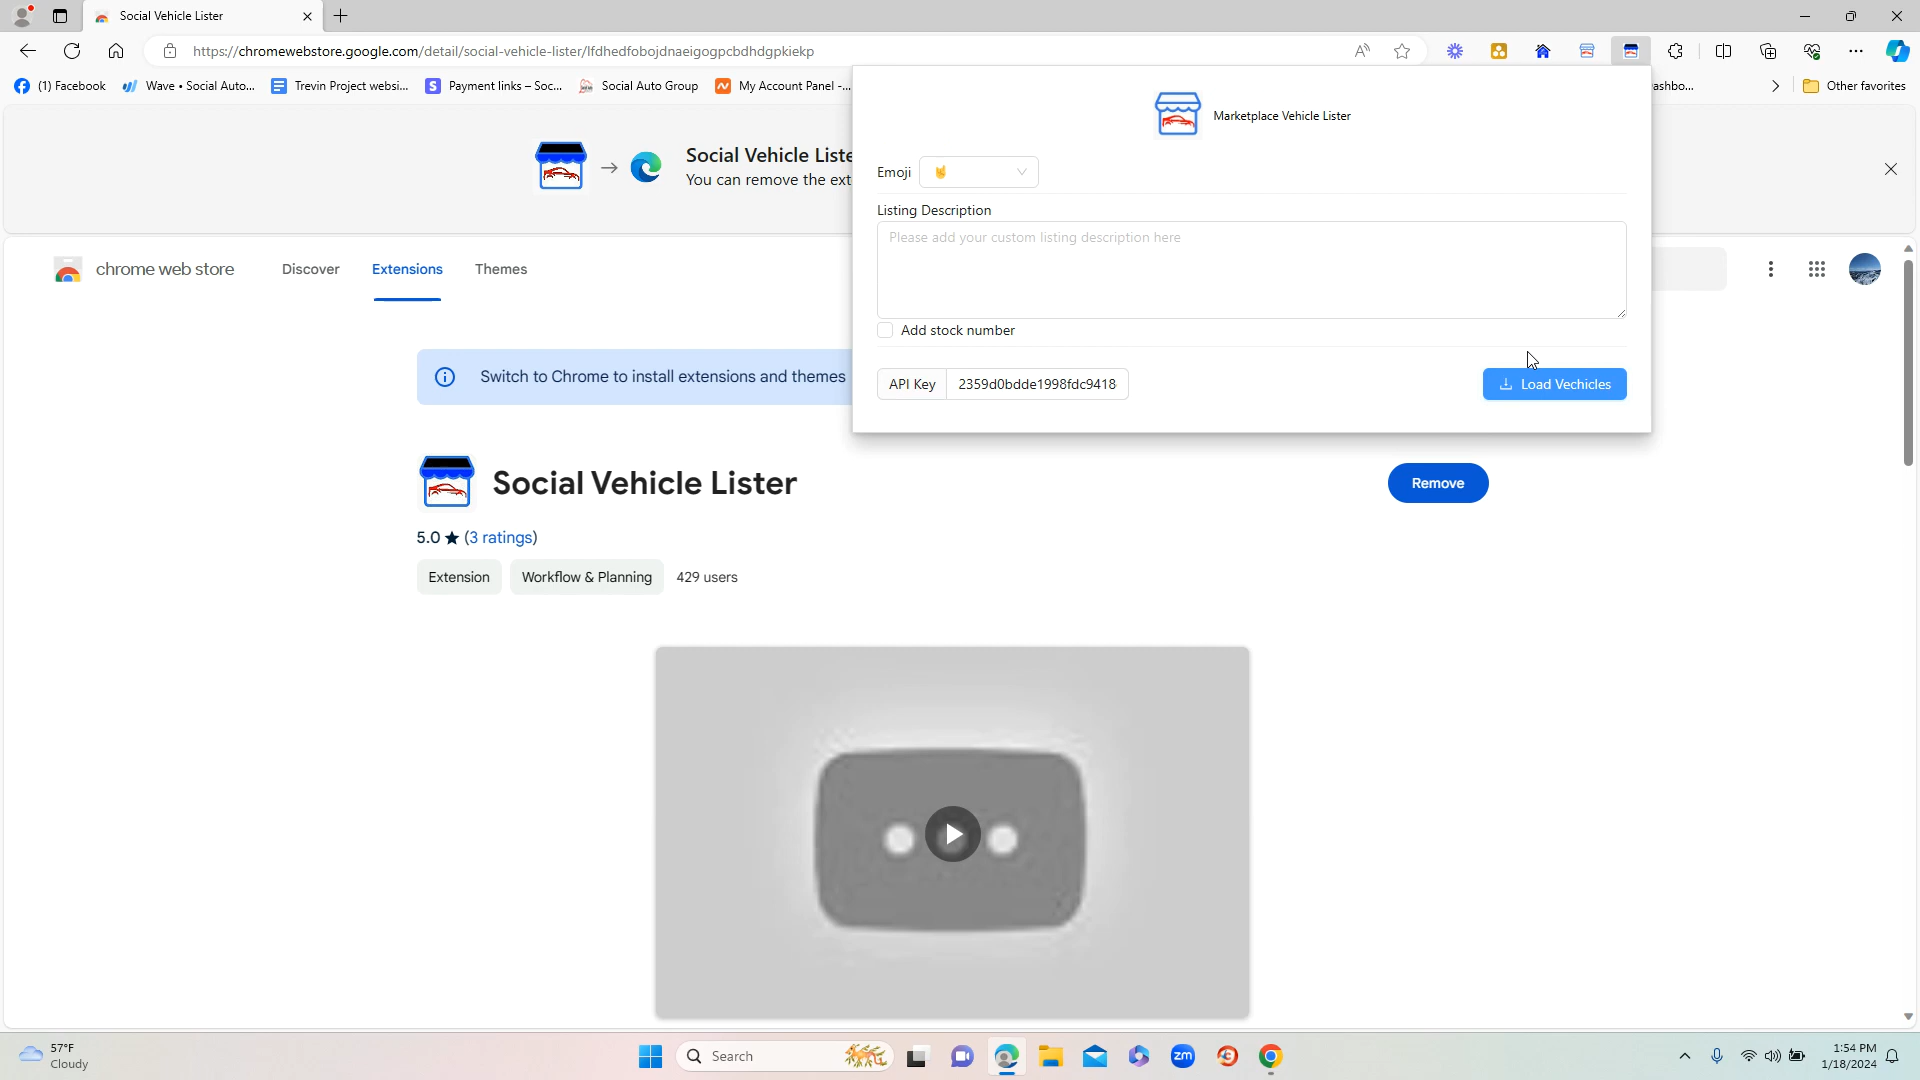 Social Vehicle Lister
https://chromewebstore.google.com/detail/social-vehicle-lister/lfdhedfobojdnaeigogpcbdhdgpkiekp
(1) Facebook
Wave • Social Auto...
Trevin Project websi...
Payment links – Soc...
Social Auto Group
My Account Panel -...
ashbo...
Other favorites
Marketplace Vehicle Lister
Social Vehicle Liste
You can remove the ext
Emoji
Listing Description
Please add your custom listing description here
Add stock number
API Key
2359d0bdde1998fdc9418
Load Vechicles
chrome web store
Discover
Extensions
Themes
Switch to Chrome to install extensions and themes
Social Vehicle Lister
Remove
5.0 ★ (3 ratings)
Extension
Workflow & Planning
429 users
57°F
Cloudy
Search
zm
1:54 PM
1/18/2024